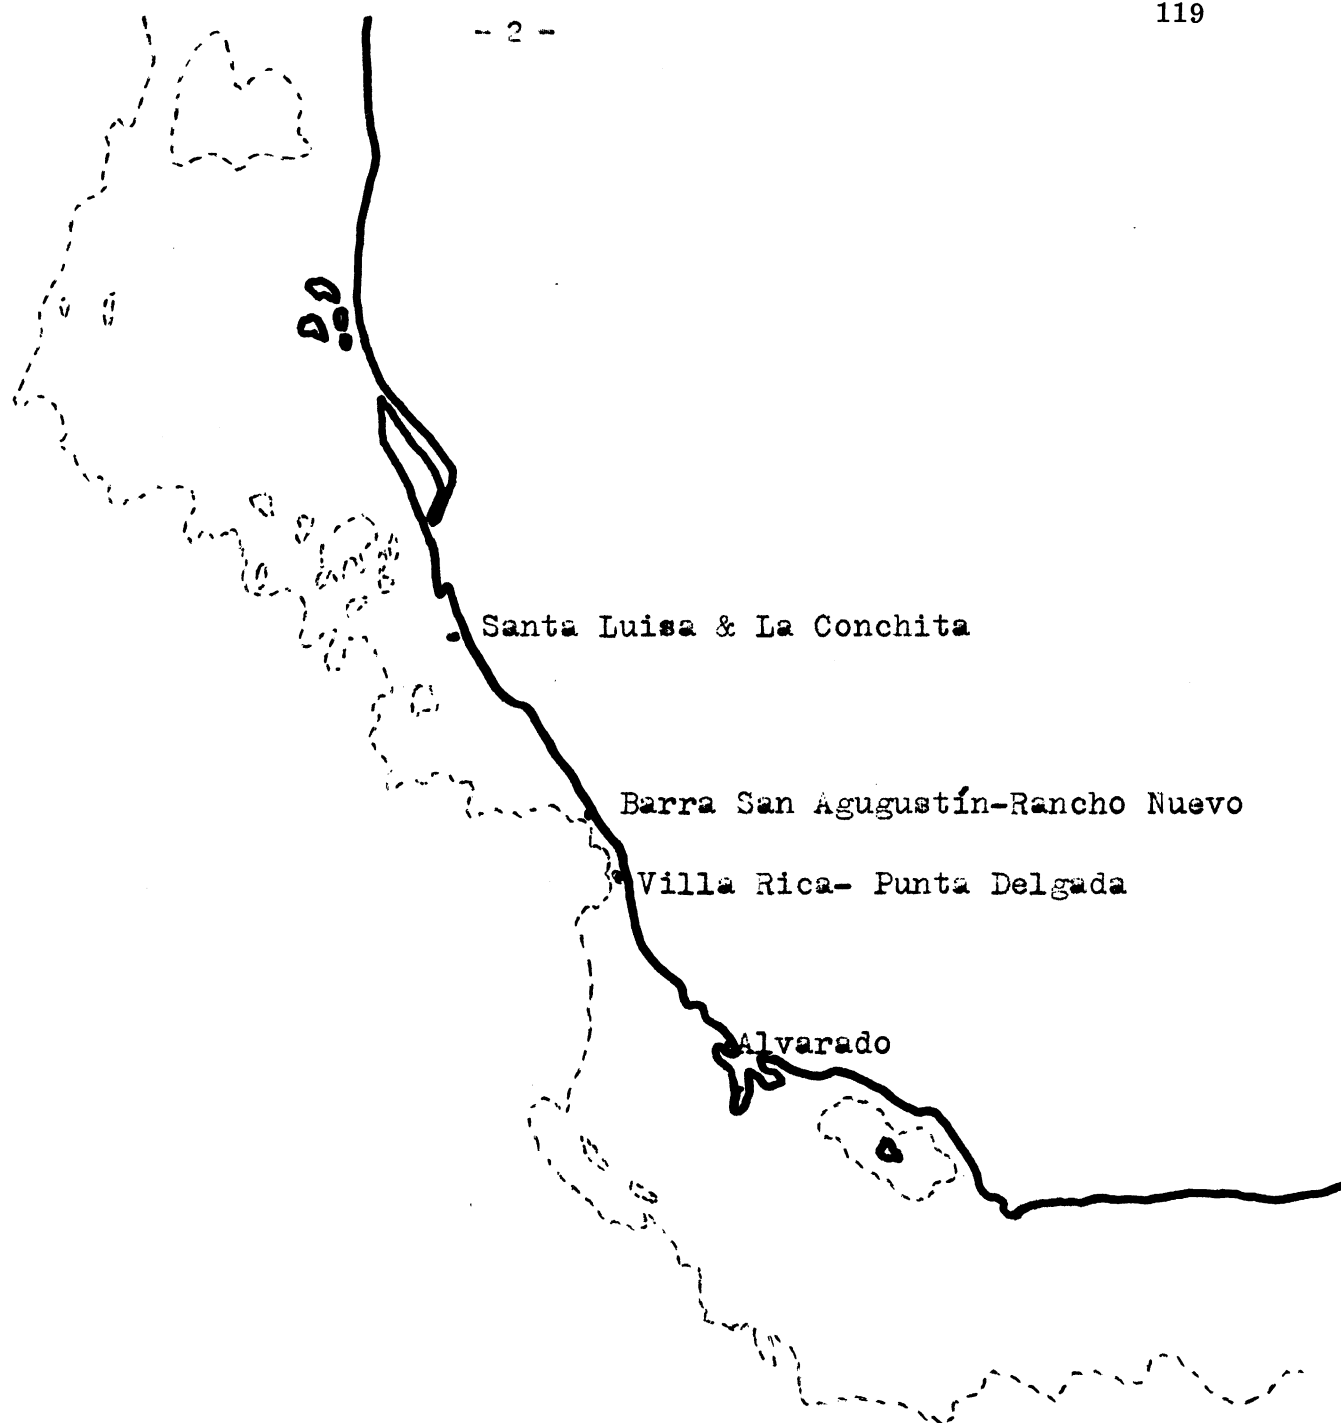 - 2 -
119
Santa Luisa & La Conchita
Barra San Agugustín-Rancho Nuevo
Villa Rica- Punta Delgada
Alvarado